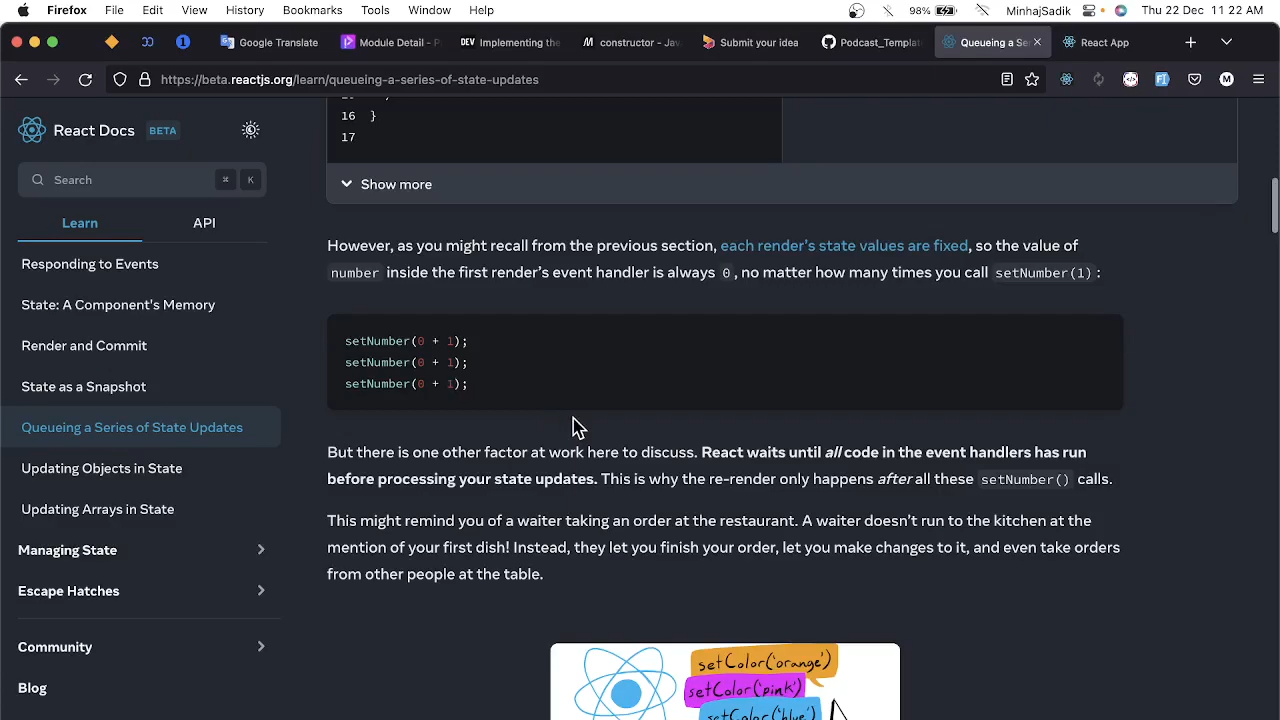 Firefox File Edit View History Bookmarks Tools Window Help 98% MinhajSadik Thu 22 Dec 11:22 AM
Google Translate Module Detail - P DEV Implementing the M constructor - Jav Submit your idea Podcast_Templat Queueing a Se React App
https://beta.reactjs.org/learn/queueing-a-series-of-state-updates M
React Docs BETA
Search ⌘ K
Learn API
Responding to Events
State: A Component's Memory
Render and Commit
State as a Snapshot
Queueing a Series of State Updates
Updating Objects in State
Updating Arrays in State
Managing State
Escape Hatches
Community
Blog
16 }
17
Show more
However, as you might recall from the previous section, each render's state values are fixed, so the value of
number inside the first render's event handler is always 0, no matter how many times you call setNumber(1):
setNumber(0 + 1);
setNumber(0 + 1);
setNumber(0 + 1);
But there is one other factor at work here to discuss. React waits until all code in the event handlers has run
before processing your state updates. This is why the re-render only happens after all these setNumber() calls.
This might remind you of a waiter taking an order at the restaurant. A waiter doesn't run to the kitchen at the
mention of your first dish! Instead, they let you finish your order, let you make changes to it, and even take orders
from other people at the table.
setColor('orange')
setColor('pink')
setColor('blue')